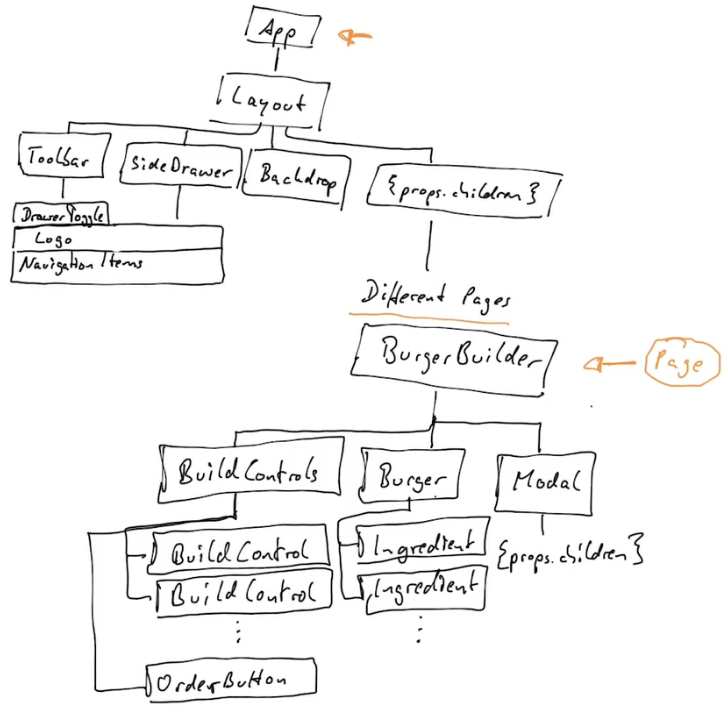 App
Layout
Toolbar
SideDrawer
Backdrop
{props.children}
DrawerToggle
Logo
Navigation Items
Different Pages
BurgerBuilder
Page
BuildControls
Burger
Modal
BuildControl
Ingredient
{props.children}
BuildControl
Ingredient
OrderButton